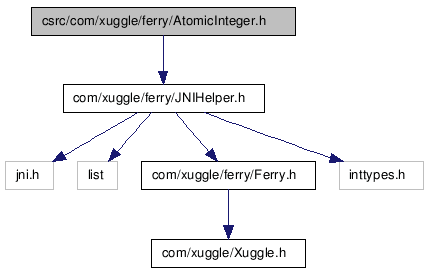 csrc/com/xuggle/ferry/AtomicInteger.h
com/xuggle/ferry/JNIHelper.h
jni.h
list
com/xuggle/ferry/Ferry.h
inttypes.h
com/xuggle/Xuggle.h